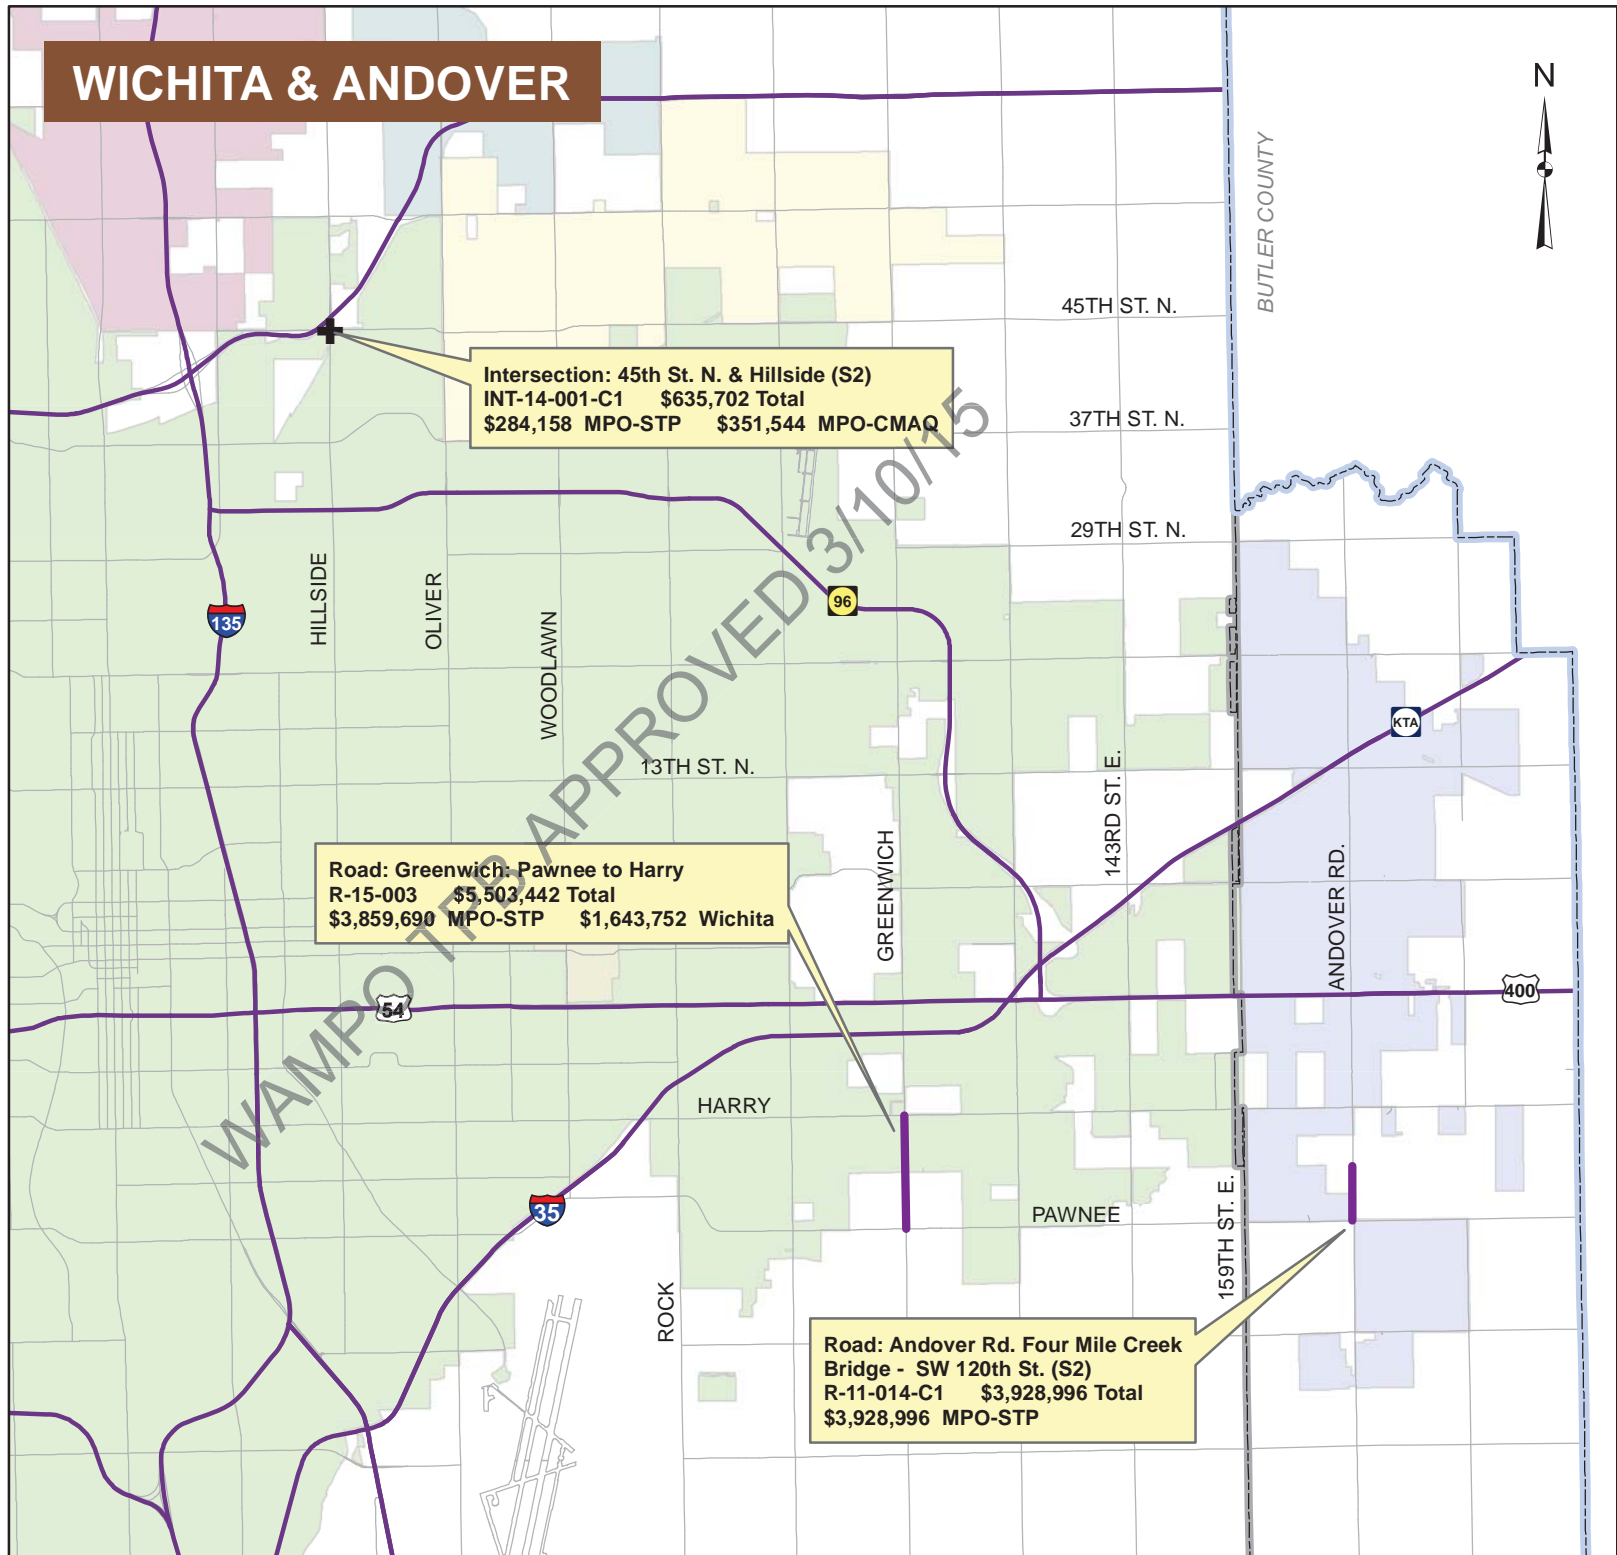 WICHITA & ANDOVER
N
BUTLER COUNTY
45TH ST. N.
Intersection: 45th St. N. & Hillside (S2)
INT-14-001-C1 $635,702 Total
$284,158 MPO-STP $351,544 MPO-CMAQ
37TH ST. N.
29TH ST. N.
HILLSIDE
OLIVER
WOODLAWN
96
135
KTA
13TH ST. N.
143RD ST. E.
GREENWICH
ANDOVER RD.
Road: Greenwich: Pawnee to Harry
R-15-003 $5,503,442 Total
$3,859,690 MPO-STP $1,643,752 Wichita
WAMPO TPB APPROVED 3/10/15
54
400
HARRY
35
PAWNEE
159TH ST. E.
ROCK
Road: Andover Rd. Four Mile Creek
Bridge - SW 120th St. (S2)
R-11-014-C1 $3,928,996 Total
$3,928,996 MPO-STP